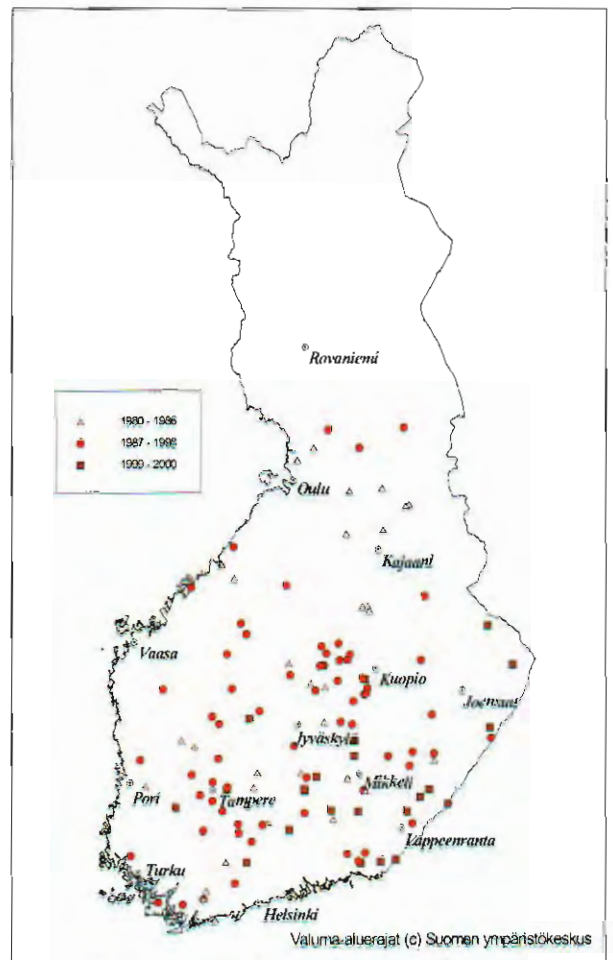 Rovaniemi
1980 - 1986
1987 - 1998
1999 - 2000
Oulu
Kajaani
Vaasa
Kuopio
Joensuu
Jyväskylä
Mikkeli
Pori
Tampere
Lappeenranta
Turku
Helsinki
Valuma-aluerajat (c) Suomen ympäristökeskus